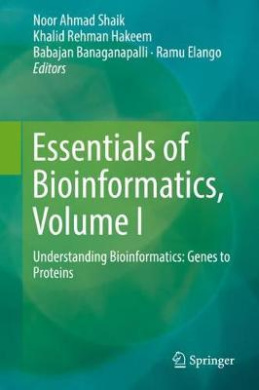 Noor Ahmad Shaik
Khalid Rehman Hakeem
Babajan Banaganapalli · Ramu Elango
Editors
Essentials of
Bioinformatics,
Volume I
Understanding Bioinformatics: Genes to
Proteins
Springer